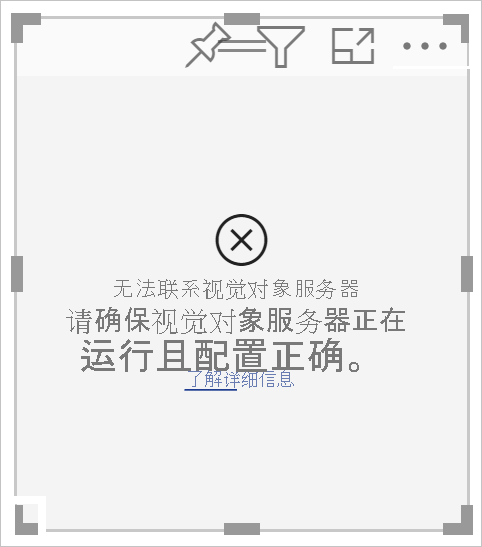 无法联系视觉对象服务器
请确保视觉对象服务器正在
运行且配置正确。
了解详细信息